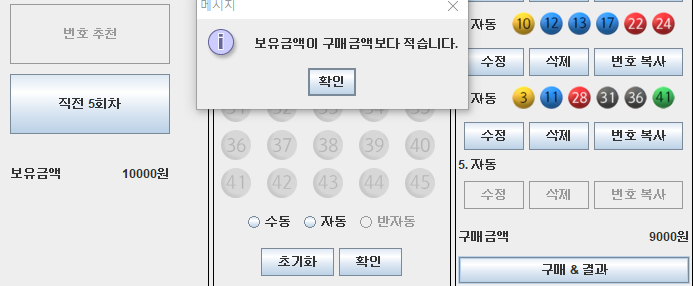 번호 추천
직전 5회차
보유금액 10000원
메시지
보유금액이 구매금액보다 적습니다.
확인
36 37 38 39 40
41 42 43 44 45
수동 자동 반자동
초기화 확인
자동 10 12 13 17 22 24
수정 삭제 번호 복사
자동 3 11 28 31 36 41
수정 삭제 번호 복사
5. 자동
수정 삭제 번호 복사
구매금액 9000원
구매 & 결과